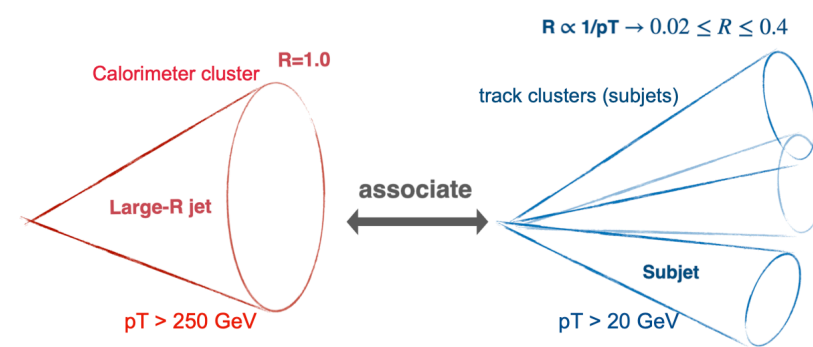 R=1.0
Calorimeter cluster
Large-R jet
pT > 250 GeV
associate
R ∝ 1/pT → 0.02 ≤ R ≤ 0.4
track clusters (subjets)
Subjet
pT > 20 GeV